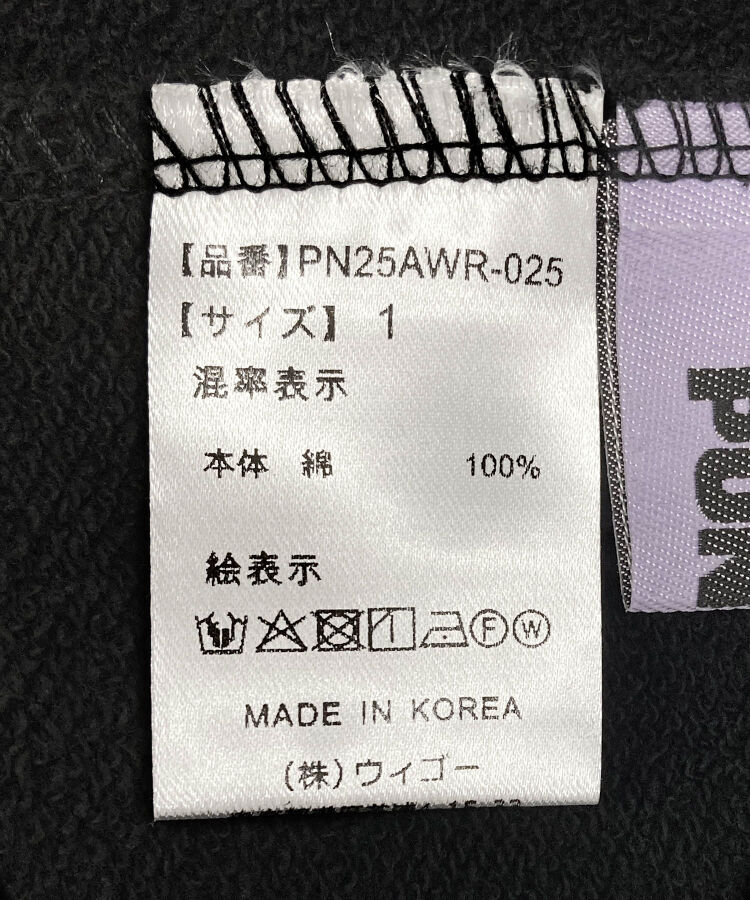 【品番】PN25AWR-025
【サイズ】 1
混率表示
本体 綿 100%
絵表示
F W
MADE IN KOREA
(株)ウィゴー
PUN